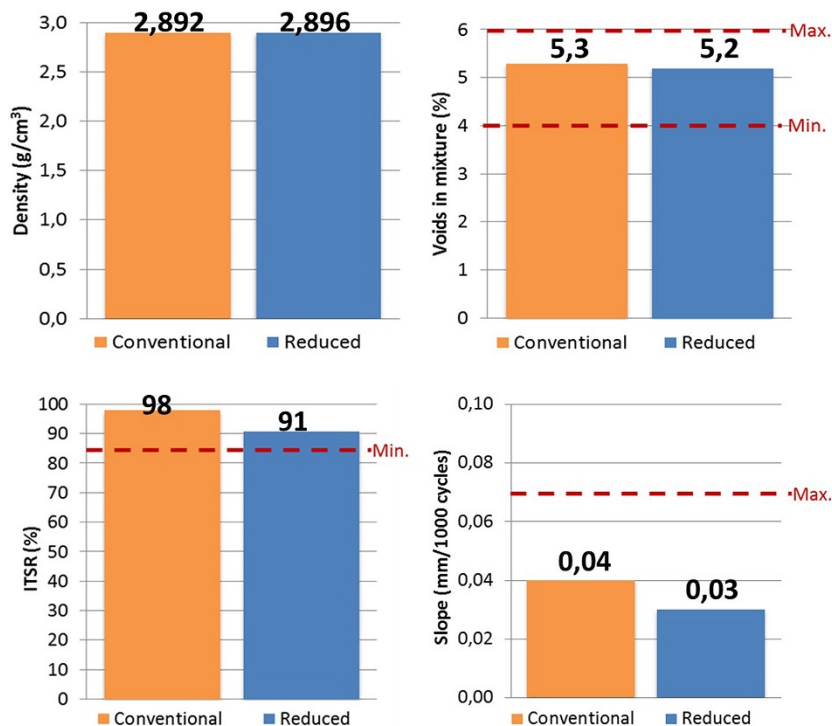 3,0
2,5
2,0
1,5
1,0
0,5
0,0
Density (g/cm³)
2,892
2,896
Conventional
Reduced
6
5
4
3
2
1
0
Voids in mixture (%)
5,3
5,2
Max.
Min.
Conventional
Reduced
100
90
80
70
60
50
40
30
20
10
0
ITSR (%)
98
91
Min.
Conventional
Reduced
0,10
0,08
0,06
0,04
0,02
0,00
Slope (mm/1000 cycles)
0,04
0,03
Max.
Conventional
Reduced